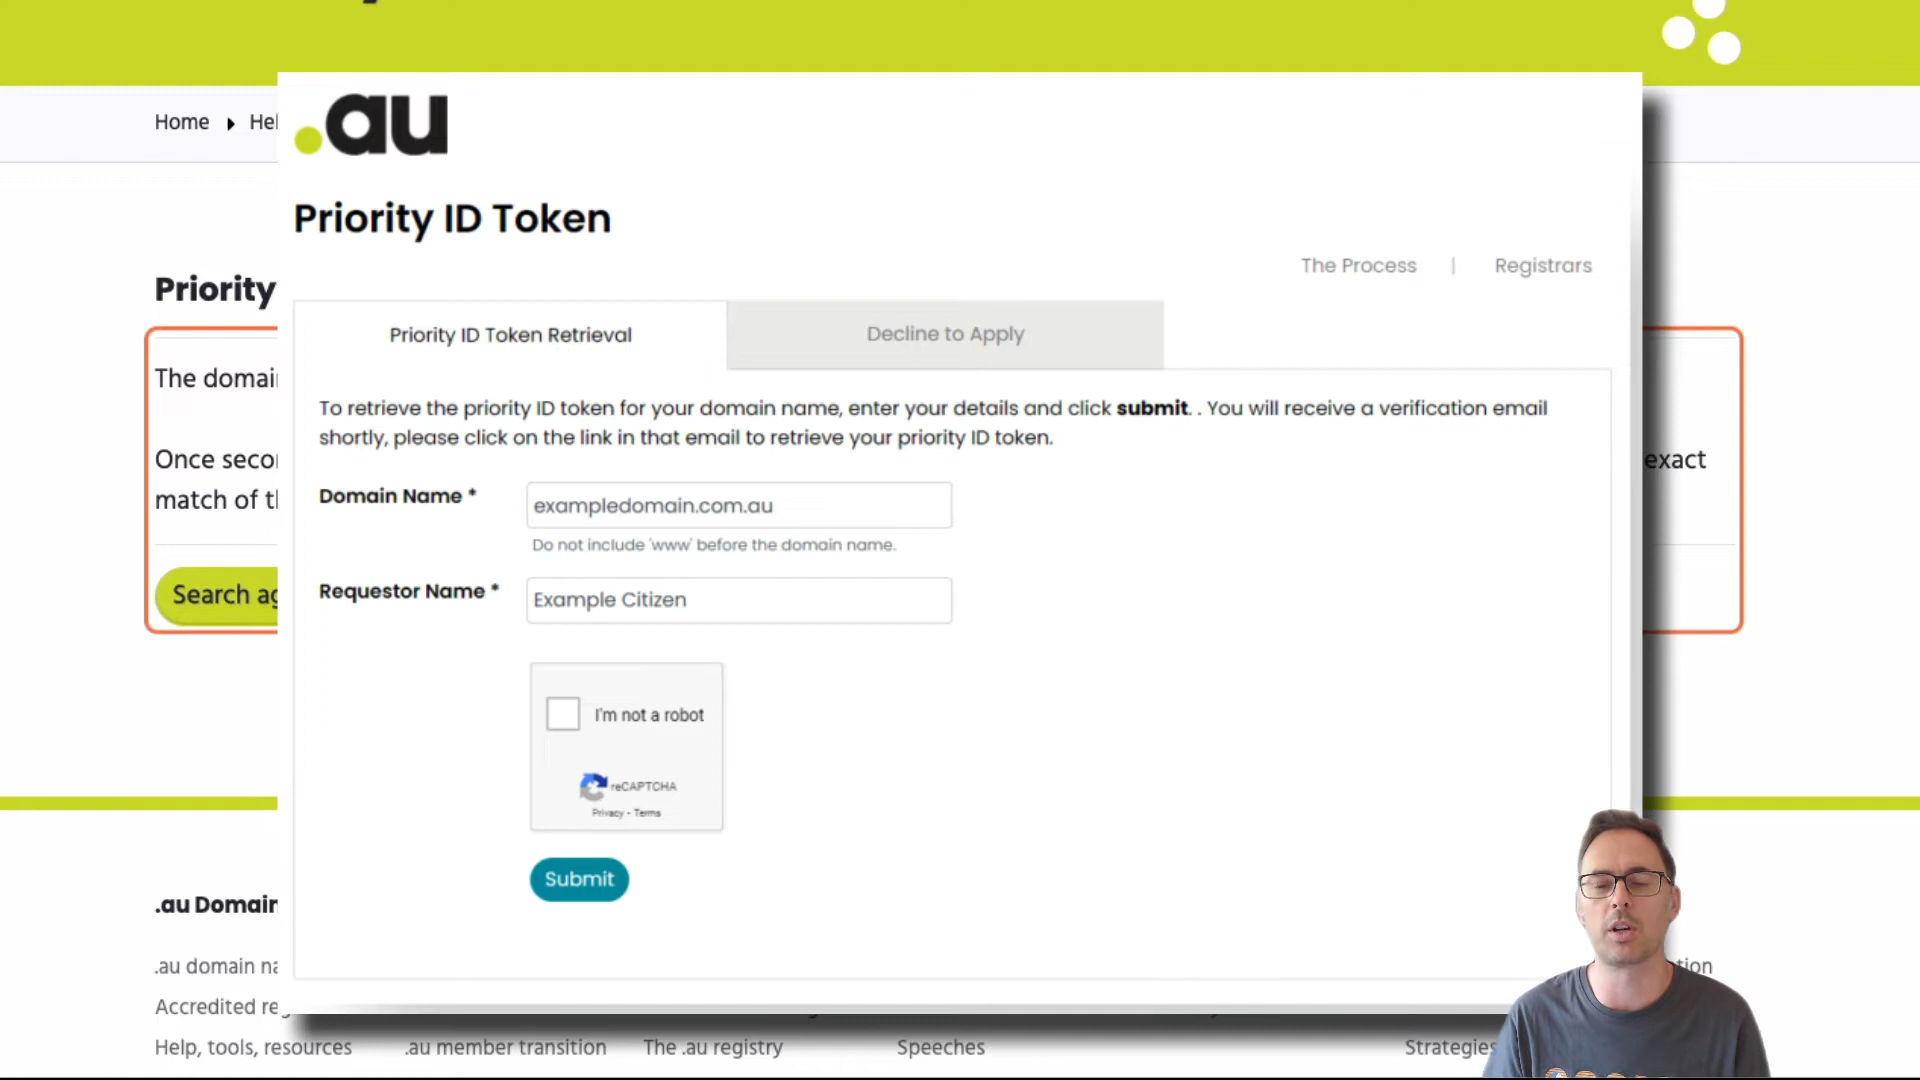 Home
Hel
.au
Priority ID Token
The Process | Registrars
Priority
Priority ID Token Retrieval
Decline to Apply
The domai
To retrieve the priority ID token for your domain name, enter your details and click submit. . You will receive a verification email
shortly, please click on the link in that email to retrieve your priority ID token.
Once seco
exact
match of t
Domain Name *
exampledomain.com.au
Do not include 'www' before the domain name.
Search ag
Requestor Name *
Example Citizen
I'm not a robot
reCAPTCHA
Privacy - Terms
Submit
.au Domain
.au domain na
tion
Accredited re
Help, tools, resources
.au member transition
The .au registry
Speeches
Strategies